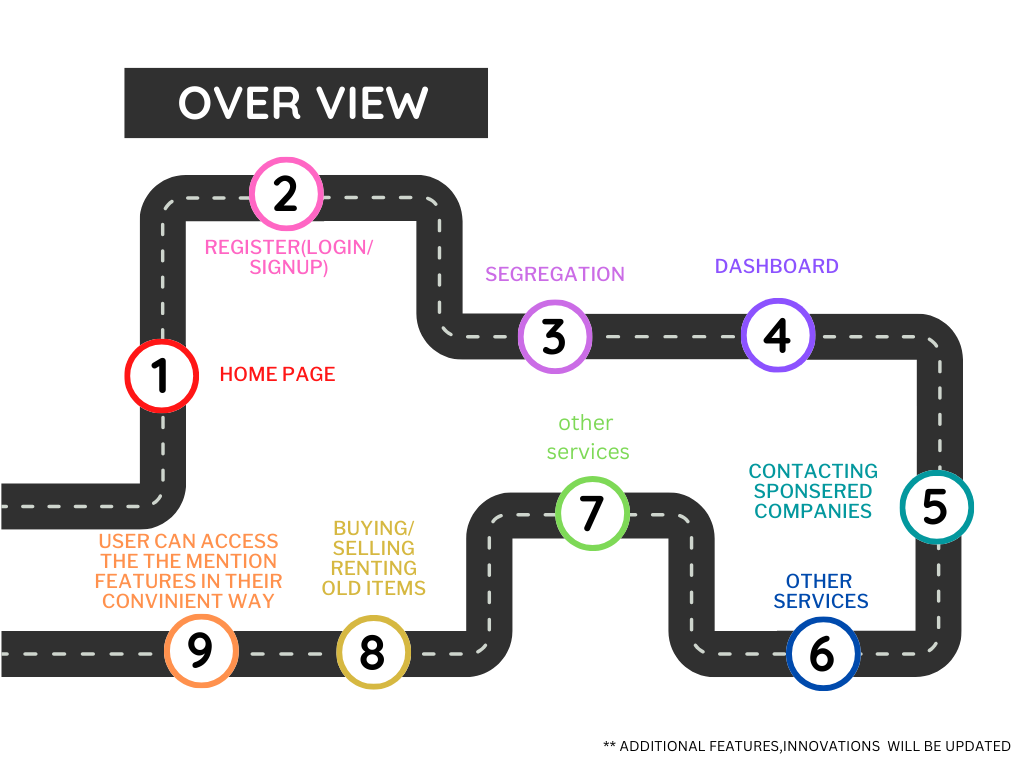 OVER VIEW
1
HOME PAGE
2
REGISTER(LOGIN/
SIGNUP)
3
SEGREGATION
4
DASHBOARD
5
CONTACTING
SPONSERED
COMPANIES
6
OTHER
SERVICES
7
other
services
8
BUYING/
SELLING
RENTING
OLD ITEMS
9
USER CAN ACCESS
THE THE MENTION
FEATURES IN THEIR
CONVINIENT WAY
** ADDITIONAL FEATURES,INNOVATIONS WILL BE UPDATED